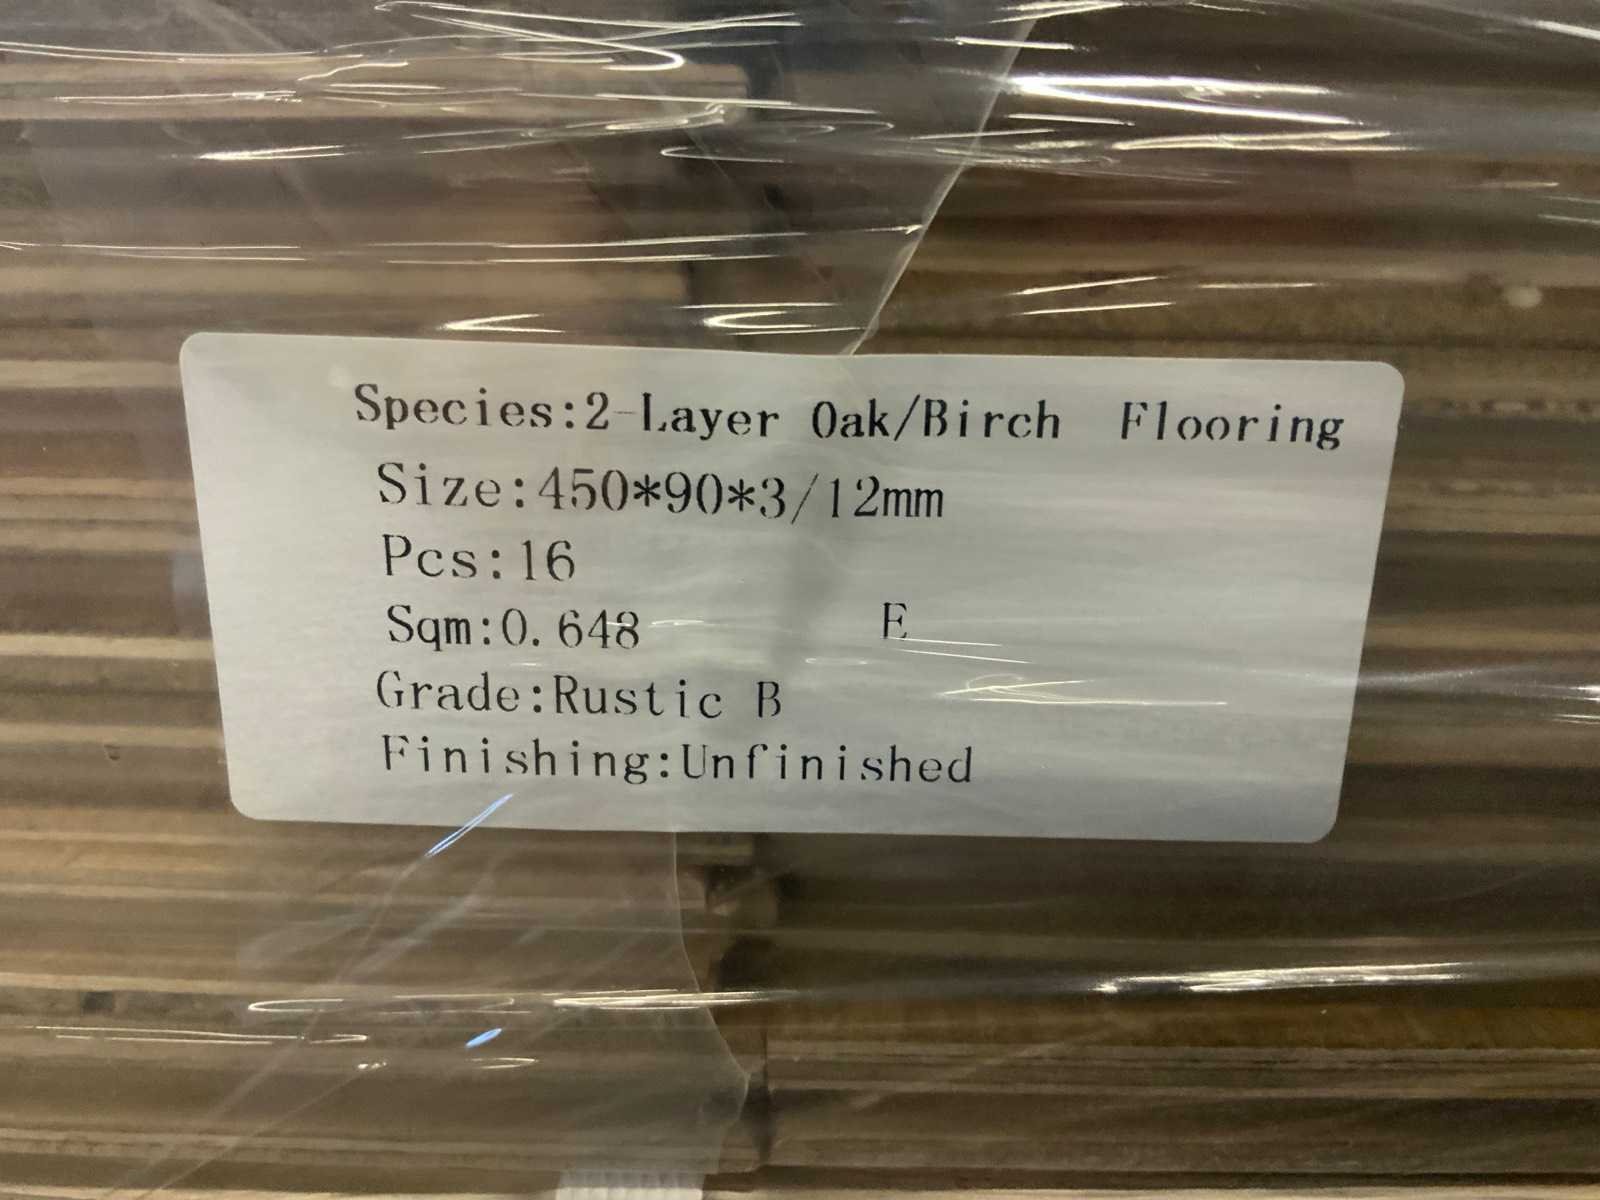 Species:2-Layer Oak/Birch Flooring
Size:450*90*3/12mm
Pcs:16
Sqm:0.648 E
Grade:Rustic B
Finishing:Unfinished